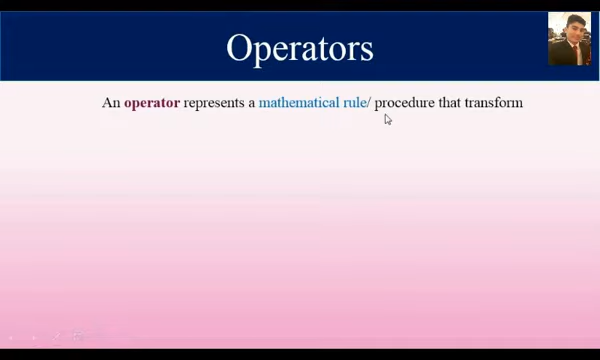 Operators
An operator represents a mathematical rule/ procedure that transform